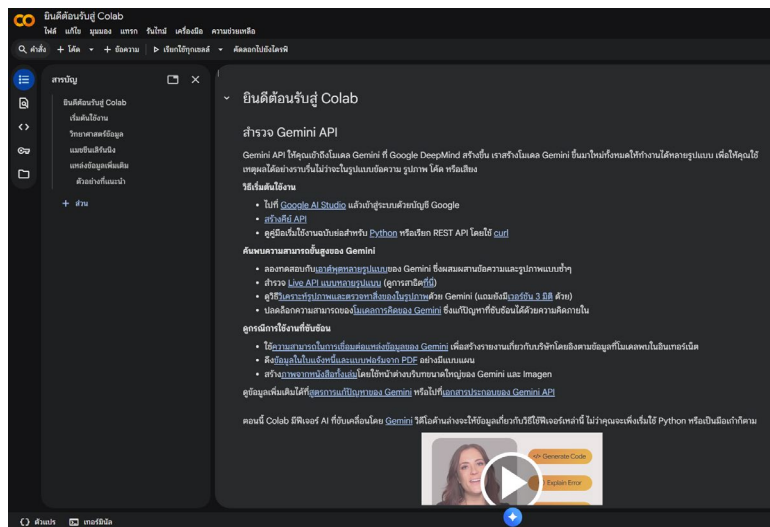 ยินดีต้อนรับสู่ Colab
ไฟล์ แก้ไข มุมมอง แทรก รันไทม์ เครื่องมือ ความช่วยเหลือ
คำสั่ง + โค้ด + ข้อความ เรียกใช้ทุกเซลล์ คัดลอกไปยังไดรฟ์
สารบัญ
ยินดีต้อนรับสู่ Colab
เริ่มต้นใช้งาน
วิทยาศาสตร์ข้อมูล
แมชชีนเลิร์นนิง
แหล่งข้อมูลเพิ่มเติม
ตัวอย่างที่แนะนำ
+ ส่วน
ยินดีต้อนรับสู่ Colab
สำรวจ Gemini API
Gemini API ให้คุณเข้าถึงโมเดล Gemini ที่ Google DeepMind สร้างขึ้น เราสร้างโมเดล Gemini ขึ้นมาใหม่ทั้งหมดให้ทำงานได้หลายรูปแบบ เพื่อให้คุณใช้
เหตุผลได้อย่างราบรื่นไม่ว่าจะในรูปแบบข้อความ รูปภาพ โค้ด หรือเสียง
วิธีเริ่มต้นใช้งาน
• ไปที่ Google AI Studio แล้วเข้าสู่ระบบด้วยบัญชี Google
• สร้างคีย์ API
• ดูคู่มือเริ่มใช้งานฉบับย่อสำหรับ Python หรือเรียก REST API โดยใช้ curl
ค้นพบความสามารถขั้นสูงของ Gemini
• ลองทดสอบกับเอาต์พุตหลายรูปแบบของ Gemini ซึ่งผสมผสานข้อความและรูปภาพแบบซ้ำๆ
• สำรวจ Live API แบบหลายรูปแบบ (ดูการสาธิตที่นี่)
• ดูวิธีวิเคราะห์รูปภาพและตรวจหาสิ่งของในรูปภาพด้วย Gemini (แถมยังมีเวอร์ชัน 3 มิติ ด้วย)
• ปลดล็อกความสามารถของโมเดลการคิดของ Gemini ซึ่งแก้ปัญหาที่ซับซ้อนได้ด้วยความคิดภายใน
ดูกรณีการใช้งานที่ซับซ้อน
• ใช้ความสามารถในการเชื่อมต่อแหล่งข้อมูลของ Gemini เพื่อสร้างรายงานเกี่ยวกับบริษัทโดยอิงตามข้อมูลที่โมเดลพบในอินเทอร์เน็ต
• ดึงข้อมูลในใบแจ้งหนี้และแบบฟอร์มจาก PDF อย่างมีแบบแผน
• สร้างภาพจากหนังสือทั้งเล่มโดยใช้หน้าต่างบริบทขนาดใหญ่ของ Gemini และ Imagen
ดูข้อมูลเพิ่มเติมได้ที่สูตรการแก้ปัญหาของ Gemini หรือไปที่เอกสารประกอบของ Gemini API
ตอนนี้ Colab มีฟีเจอร์ AI ที่ขับเคลื่อนโดย Gemini วิดีโอด้านล่างจะให้ข้อมูลเกี่ยวกับวิธีใช้ฟีเจอร์เหล่านี้ ไม่ว่าคุณจะเพิ่งเริ่มใช้ Python หรือเป็นมือเก๋าก็ตาม
Generate Code
Explain Error
ตัวแปร เทอร์มินัล